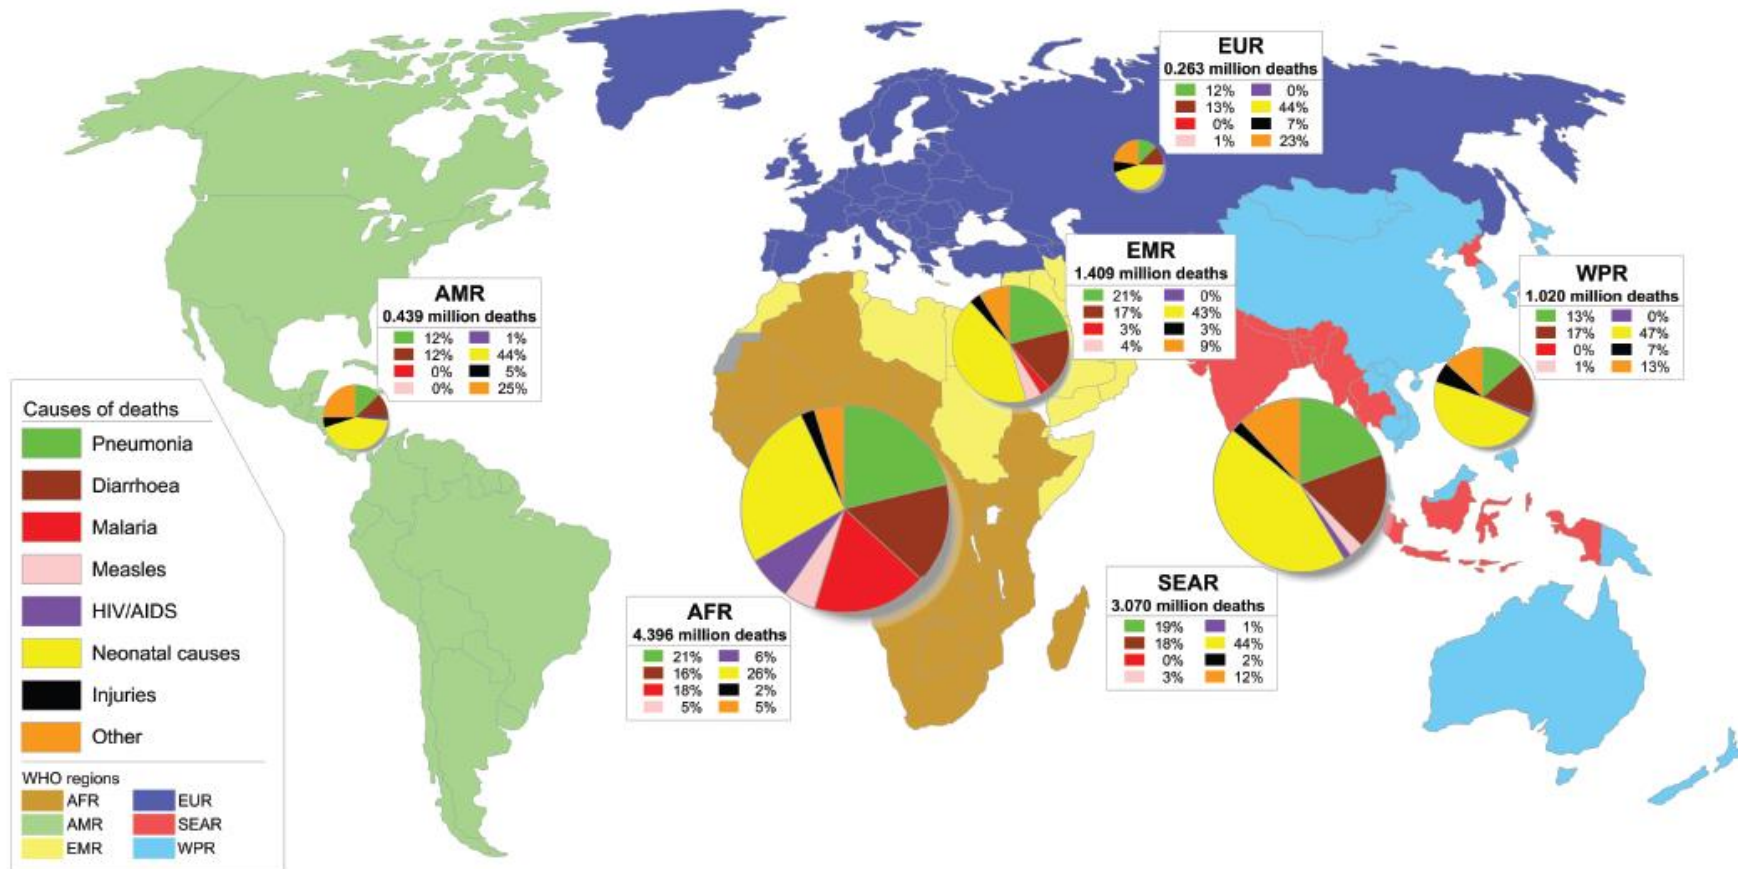 EUR
0.263 million deaths
12% 0%
13% 44%
0% 7%
1% 23%
EMR
1.409 million deaths
21% 0%
17% 43%
3% 3%
4% 9%
WPR
1.020 million deaths
13% 0%
17% 47%
0% 7%
1% 13%
AMR
0.439 million deaths
12% 1%
12% 44%
0% 5%
0% 25%
AFR
4.396 million deaths
21% 6%
16% 26%
18% 2%
5% 5%
SEAR
3.070 million deaths
19% 1%
18% 44%
0% 2%
3% 12%
Causes of deaths
Pneumonia
Diarrhoea
Malaria
Measles
HIV/AIDS
Neonatal causes
Injuries
Other
WHO regions
AFR EUR
AMR SEAR
EMR WPR